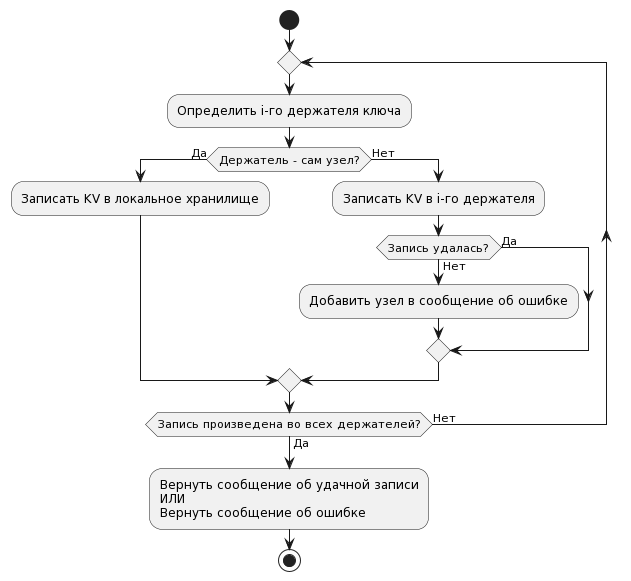 Определить i-го держателя ключа
Да
Держатель - сам узел?
Нет
Записать KV в локальное хранилище
Записать KV в i-го держателя
Запись удалась?
Да
Нет
Добавить узел в сообщение об ошибке
Запись произведена во всех держателей?
Нет
Да
Вернуть сообщение об удачной записи
ИЛИ
Вернуть сообщение об ошибке